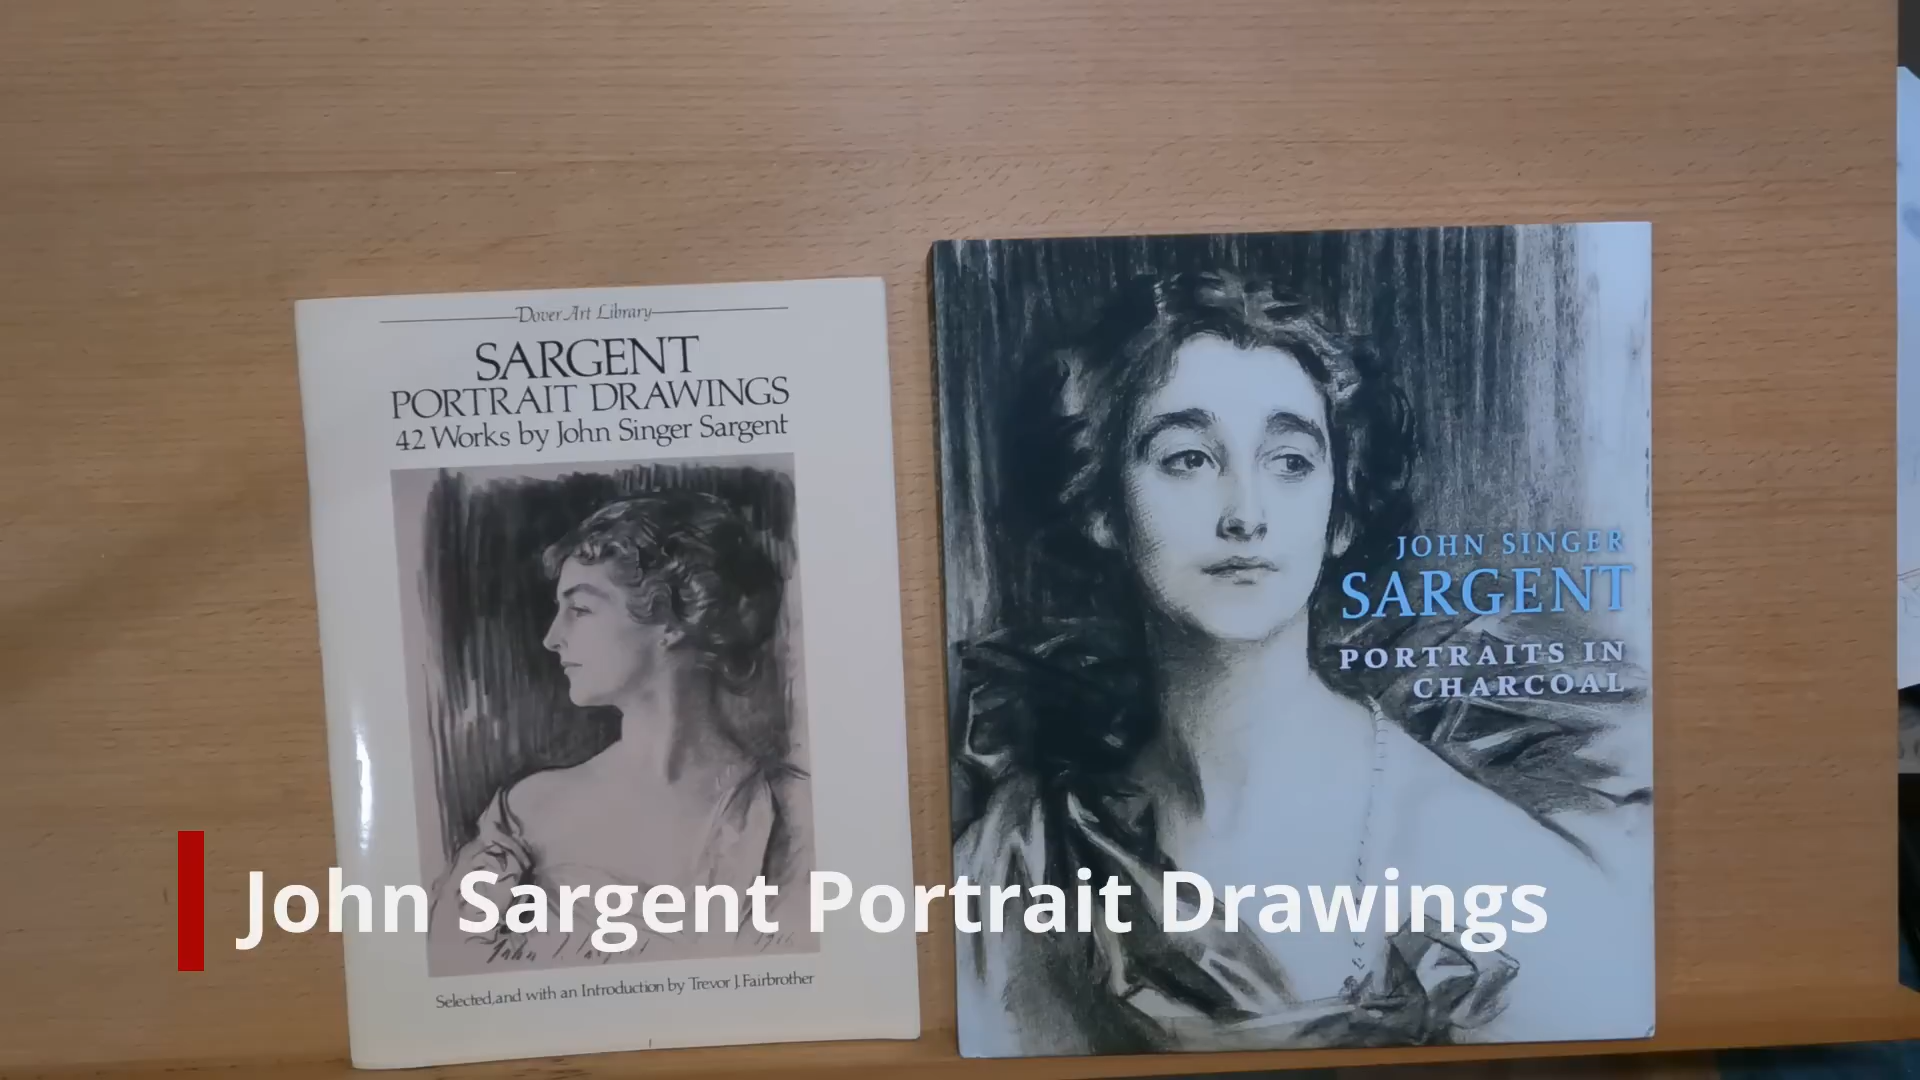 Dover Art Library
SARGENT
PORTRAIT DRAWINGS
42 Works by John Singer Sargent
Selected, and with an Introduction by Trevor J. Fairbrother
JOHN SINGER
SARGENT
PORTRAITS IN
CHARCOAL
John Sargent Portrait Drawings